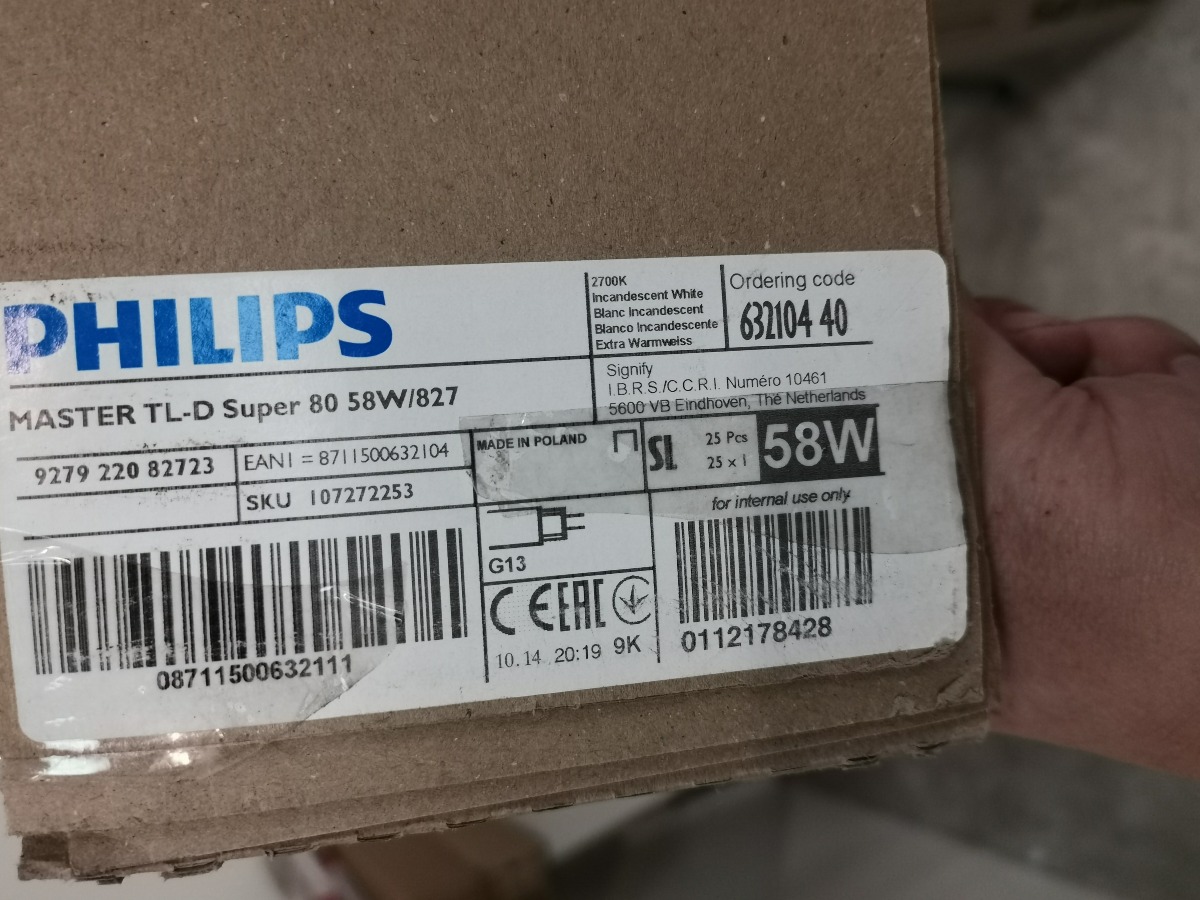 PHILIPS
2700K
Incandescent White
Blanc Incandescent
Blanco Incandescente
Extra Warmweiss
Ordering code
632104 40
MASTER TL-D Super 80 58W/827
Signify
I.B.R.S./C.C.R.I. Numéro 10461
5600 VB Eindhoven, The Netherlands
9279 220 82723
EAN1 = 8711500632104
SKU 107272253
MADE IN POLAND
SL
25 Pcs
25 x 1
58W
for internal use only
G13
CE EAC
10.14 20:19 9K
08711500632111
0112178428